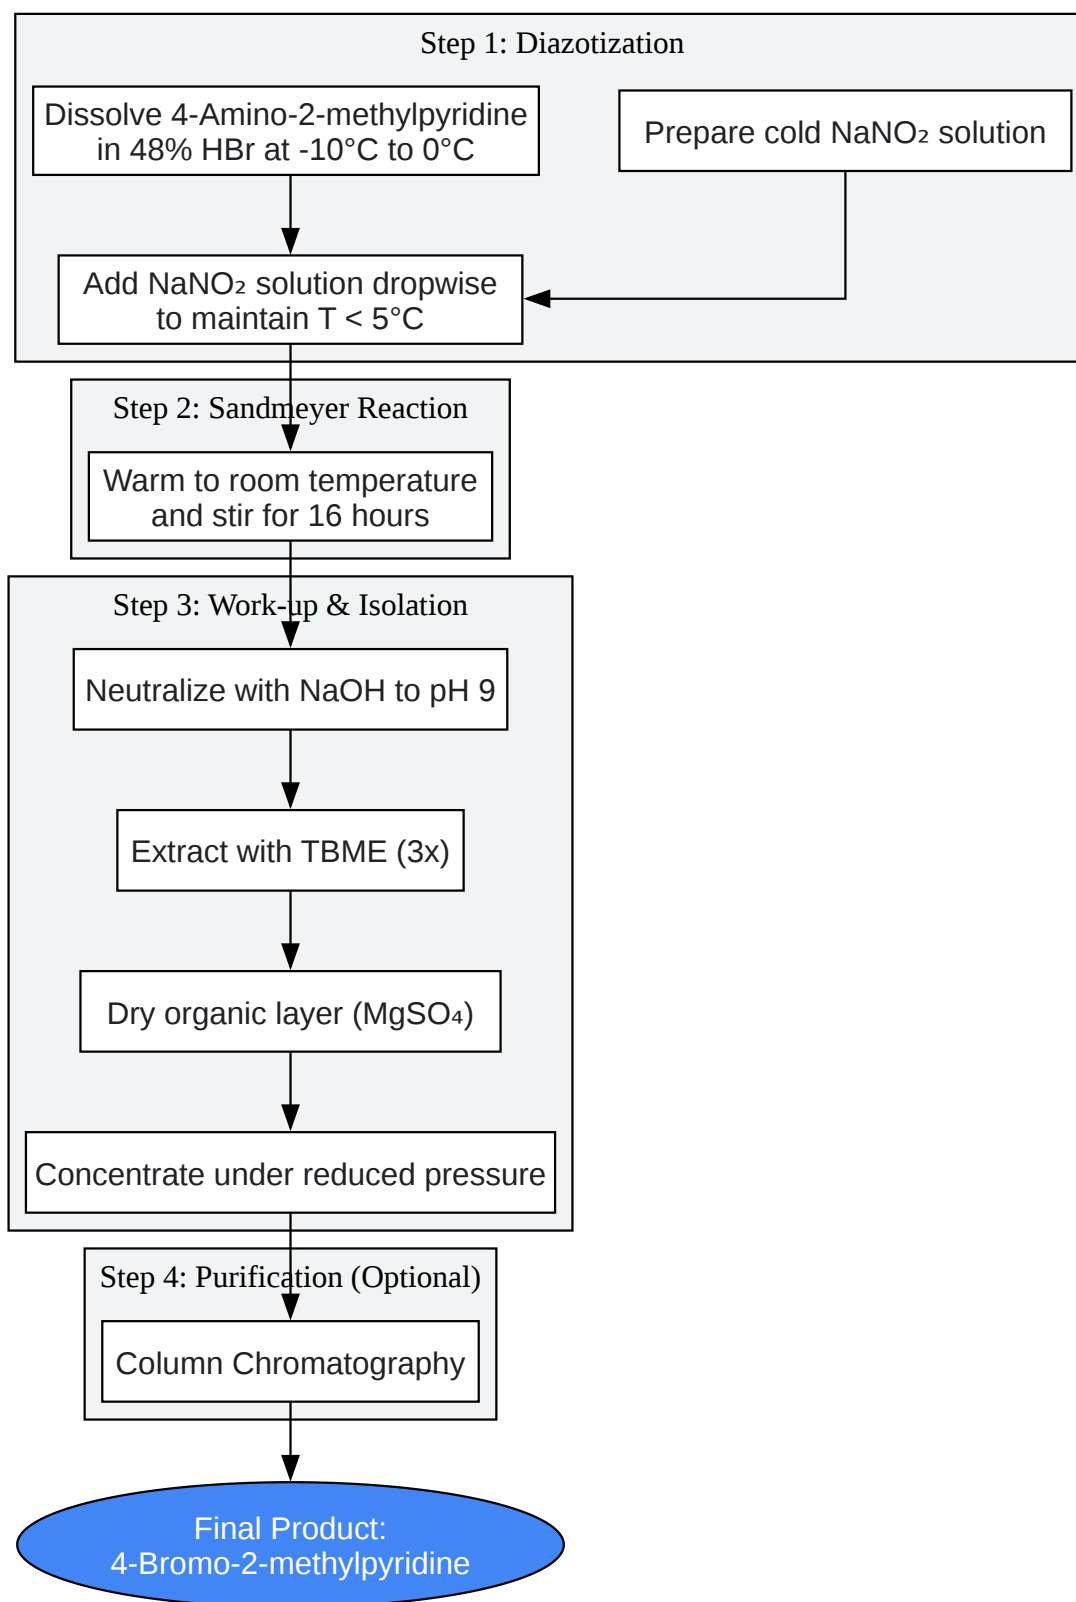 Step 1: Diazotization
Dissolve 4-Amino-2-methylpyridine
in 48% HBr at -10°C to 0°C
Prepare cold NaNO₂ solution
Add NaNO₂ solution dropwise
to maintain T < 5°C
Step 2: Sandmeyer Reaction
Warm to room temperature
and stir for 16 hours
Step 3: Work-up & Isolation
Neutralize with NaOH to pH 9
Extract with TBME (3x)
Dry organic layer (MgSO₄)
Concentrate under reduced pressure
Step 4: Purification (Optional)
Column Chromatography
Final Product:
4-Bromo-2-methylpyridine